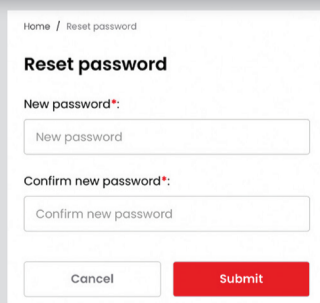 Home / Reset password
Reset password
New password*:
New password
Confirm new password*:
Confirm new password
Cancel Submit